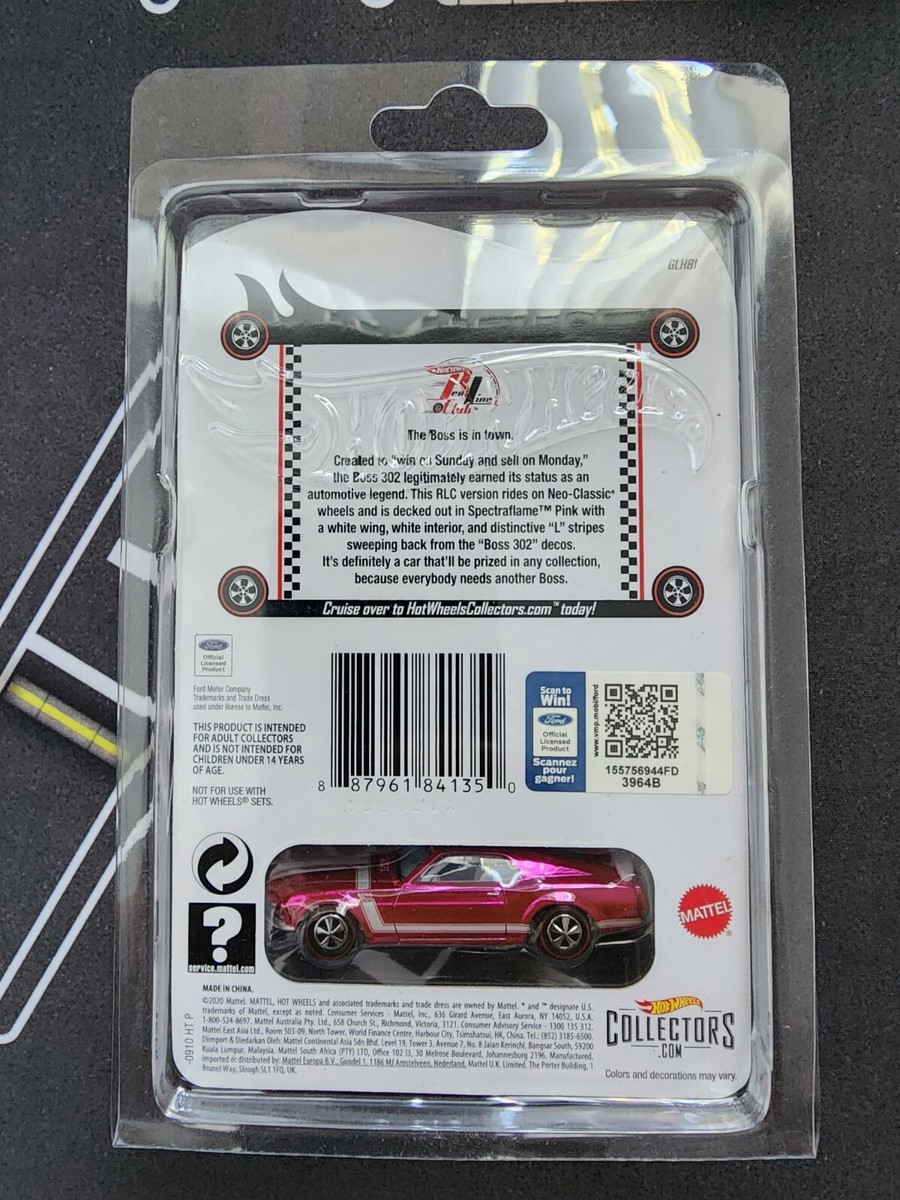 GLH81
Hot Wheels
Red Line
Club™
The Boss is in town.
Created to "win on Sunday and sell on Monday,"
the Boss 302 legitimately earned its status as an
automotive legend. This RLC version rides on Neo-Classic®
wheels and is decked out in Spectraflame™ Pink with
a white wing, white interior, and distinctive "L" stripes
sweeping back from the "Boss 302" decos.
It's definitely a car that'll be prized in any collection,
because everybody needs another Boss.
Cruise over to HotWheelsCollectors.com™ today!
Ford
Official
Licensed
Product
Ford Motor Company
Trademarks and Trade Dress
used under license to Mattel, Inc.
THIS PRODUCT IS INTENDED
FOR ADULT COLLECTORS
AND IS NOT INTENDED FOR
CHILDREN UNDER 14 YEARS
OF AGE.
NOT FOR USE WITH
HOT WHEELS® SETS.
8 87961 84135 0
Scan to
Win!
Ford
Official
Licensed
Product
Scannez
pour
gagner!
www.vmp.mobi/ford
155756944FD
3964B
?
service.mattel.com
MATTEL
®
MADE IN CHINA.
©2020 Mattel. MATTEL, HOT WHEELS and associated trademarks and trade dress are owned by Mattel. ® and ™ designate U.S.
trademarks of Mattel, except as noted. Consumer Services - Mattel, Inc., 636 Girard Avenue, East Aurora, NY 14052, U.S.A.
1-800-524-8697. Mattel Australia Pty. Ltd., 658 Church St., Richmond, Victoria, 3121. Consumer Advisory Service - 1300 135 312.
Mattel East Asia Ltd., Room 503-09, North Tower, World Finance Centre, Harbour City, Tsimshatsui, HK, China. Tel.: (852) 3185-6500.
Diimport & Diedarkan Oleh: Mattel Continental Asia Sdn Bhd. Level 19, Tower 3, Avenue 7, No. 8 Jalan Kerinchi, Bangsar South, 59200
Kuala Lumpur, Malaysia. Mattel South Africa (PTY) LTD, Office 102 I3, 30 Melrose Boulevard, Johannesburg 2196. Manufactured,
imported or distributed by: Mattel Europa B.V., Gondel 1, 1186 MJ Amstelveen, Nederland, Mattel U.K. Limited, The Porter Building, 1
Brunel Way, Slough SL1 1FQ, UK.
-0910 HT P
Hot Wheels
COLLECTORS
.COM™
Colors and decorations may vary.